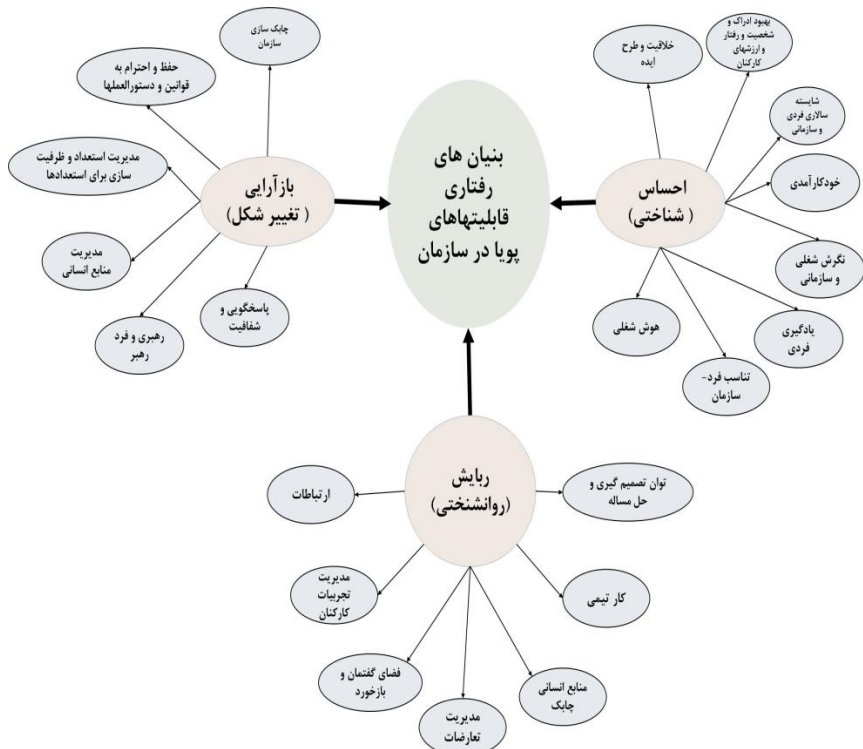 بنیان های
رفتاری
قابلیتهاهای
پویا در سازمان
احساس
( شناختی)
بهبود ادراک و
شخصیت و رفتار
و ارزشهای
کارکنان
خلاقیت و طرح
ایده
شایسته
سالاری فردی
و سازمانی
خودکارآمدی
نگرش شغلی
و سازمانی
یادگیری
فردی
تناسب فرد-
سازمان
هوش شغلی
بازآرایی
( تغییر شکل)
چابک سازی
سازمان
حفظ و احترام به
قوانین و دستورالعملها
مدیریت استعداد و ظرفیت
سازی برای استعدادها
مدیریت
منابع انسانی
رهبری و فرد
رهبر
پاسخگویی و
شفافیت
ربایش
(روانشنختی)
توان تصمیم گیری و
حل مساله
کار تیمی
منابع انسانی
چابک
مدیریت
تعارضات
فضای گفتمان و
بازخورد
مدیریت
تجربیات
کارکنان
ارتباطات